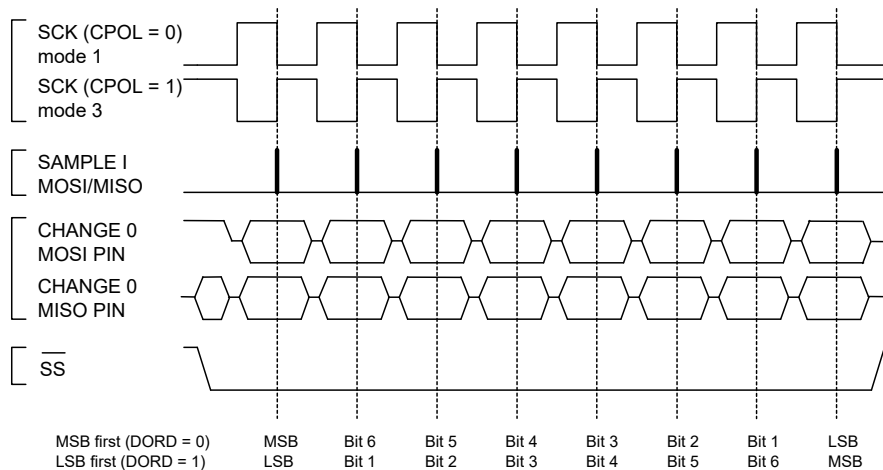 SCK (CPOL = 0)
mode 1
SCK (CPOL = 1)
mode 3
SAMPLE I
MOSI/MISO
CHANGE 0
MOSI PIN
CHANGE 0
MISO PIN
SS
MSB first (DORD = 0) MSB Bit 6 Bit 5 Bit 4 Bit 3 Bit 2 Bit 1 LSB
LSB first (DORD = 1) LSB Bit 1 Bit 2 Bit 3 Bit 4 Bit 5 Bit 6 MSB